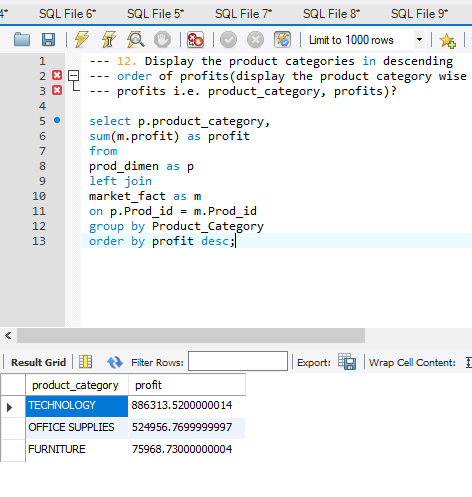 4* SQL File 6* SQL File 5* SQL File 7* SQL File 8* SQL File 9*
Limit to 1000 rows
1 --- 12. Display the product categories in descending
2 --- order of profits(display the product category wise
3 --- profits i.e. product_category, profits)?
4
5 select p.product_category,
6 sum(m.profit) as profit
7 from
8 prod_dimen as p
9 left join
10 market_fact as m
11 on p.Prod_id = m.Prod_id
12 group by Product_Category
13 order by profit desc;
Result Grid Filter Rows: Export: Wrap Cell Content:
product_category profit
TECHNOLOGY 886313.5200000014
OFFICE SUPPLIES 524956.7699999997
FURNITURE 75968.73000000004